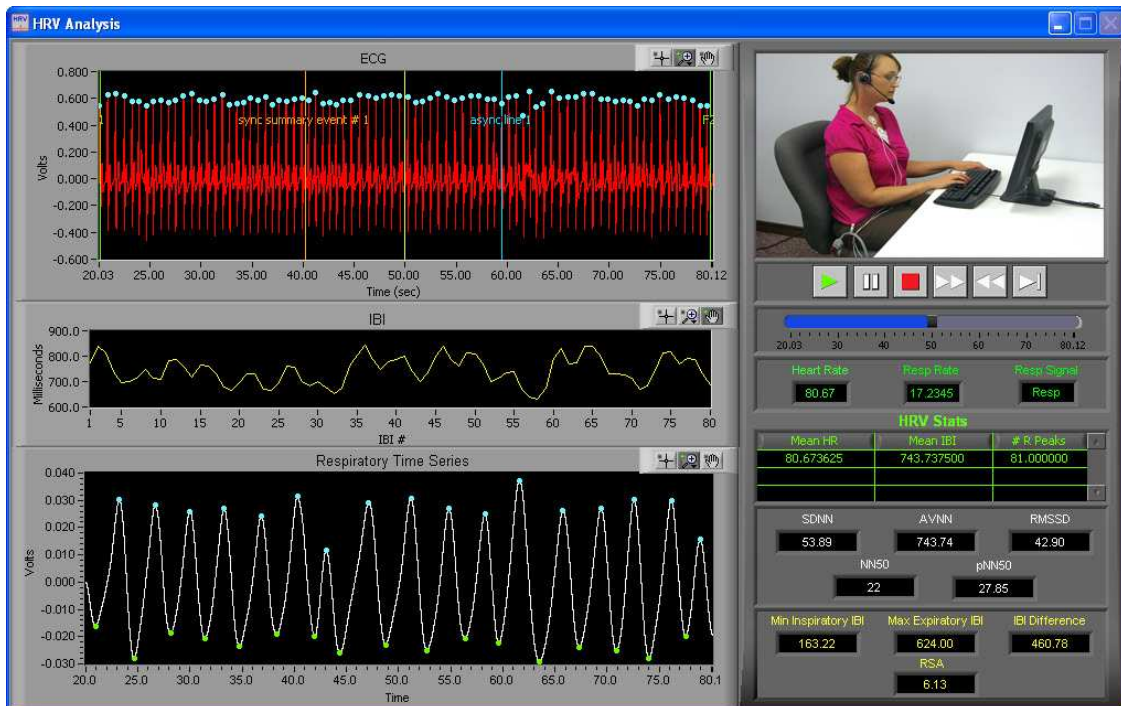 HRV Analysis
ECG
Volts
0.800
0.600
0.400
0.200
0.000
-0.200
-0.400
-0.600
sync summary event # 1
async line 1
20.03 25.00 30.00 35.00 40.00 45.00 50.00 55.00 60.00 65.00 70.00 75.00 80.12
Time (sec)
IBI
Milliseconds
900.0
800.0
700.0
600.0
1 5 10 15 20 25 30 35 40 45 50 55 60 65 70 75 80
IBI #
Respiratory Time Series
Volts
0.040
0.030
0.020
0.010
0.000
-0.010
-0.020
-0.030
20.0 25.0 30.0 35.0 40.0 45.0 50.0 55.0 60.0 65.0 70.0 75.0 80.1
Time
20.03 30 40 50 60 70 80.12
Heart Rate Resp Rate Resp Signal
80.67 17.2345 Resp
HRV Stats
Mean HR Mean IBI # R Peaks
80.673625 743.737500 81.000000
SDNN AVNN RMSSD
53.89 743.74 42.90
NN50 pNN50
22 27.85
Min Inspiratory IBI Max Expiratory IBI IBI Difference
163.22 624.00 460.78
RSA
6.13